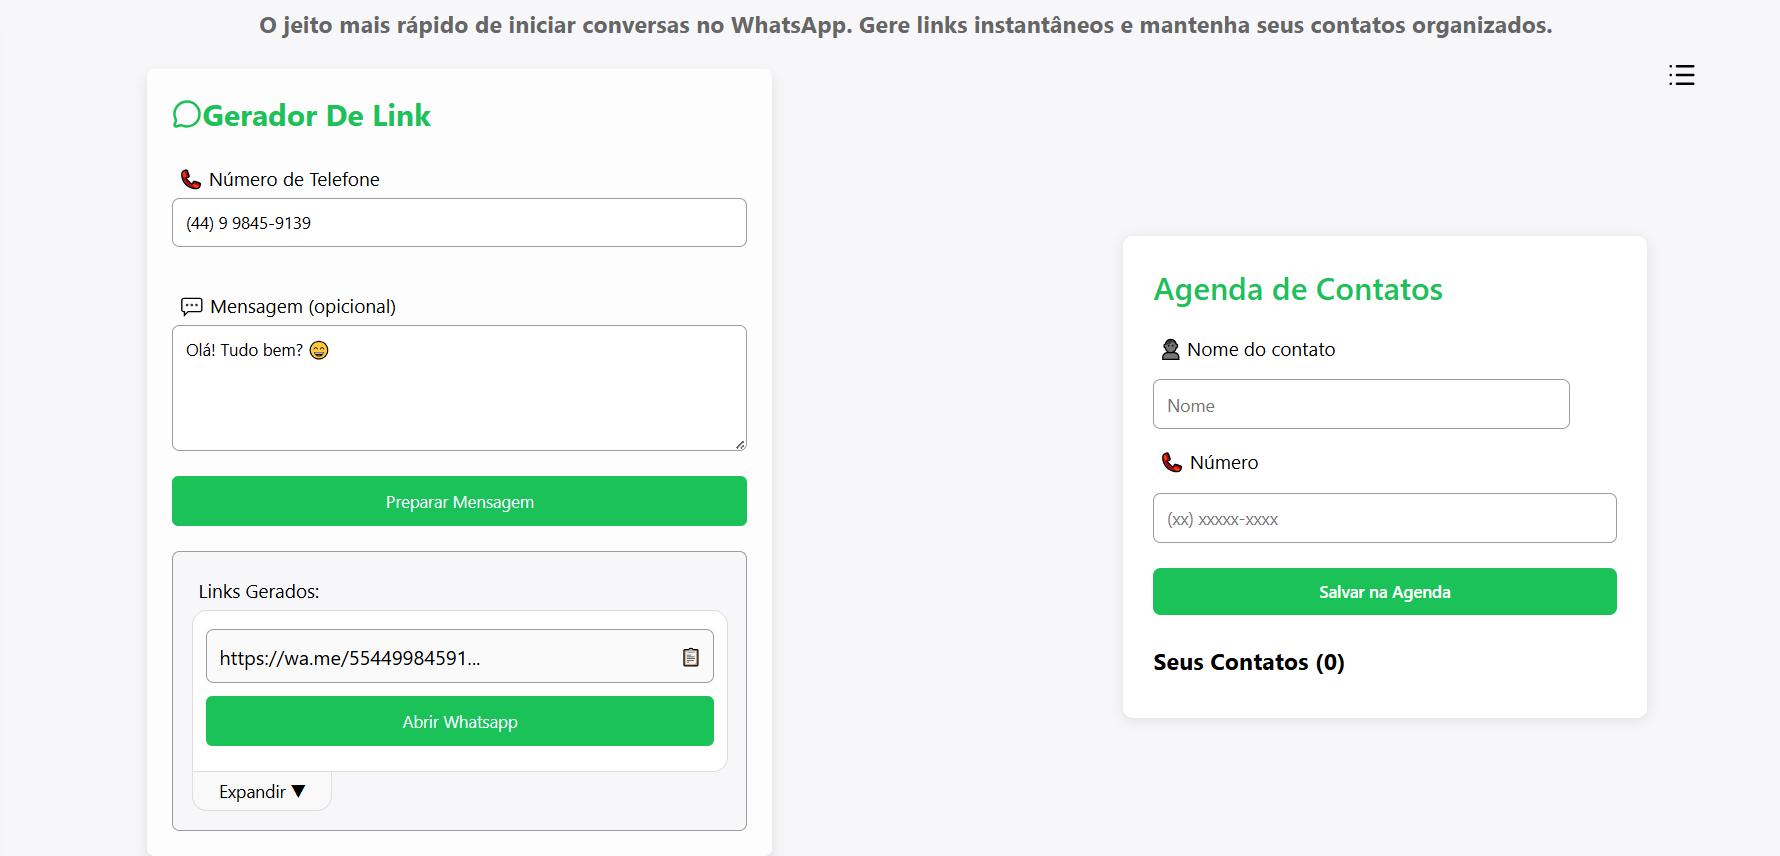 O jeito mais rápido de iniciar conversas no WhatsApp. Gere links instantâneos e mantenha seus contatos organizados.
Gerador De Link
Número de Telefone
(44) 9 9845-9139
Mensagem (opicional)
Olá! Tudo bem? 😄
Preparar Mensagem
Links Gerados:
https://wa.me/55449984591...
Abrir Whatsapp
Expandir ▼
Agenda de Contatos
Nome do contato
Nome
Número
(xx) xxxxx-xxxx
Salvar na Agenda
Seus Contatos (0)